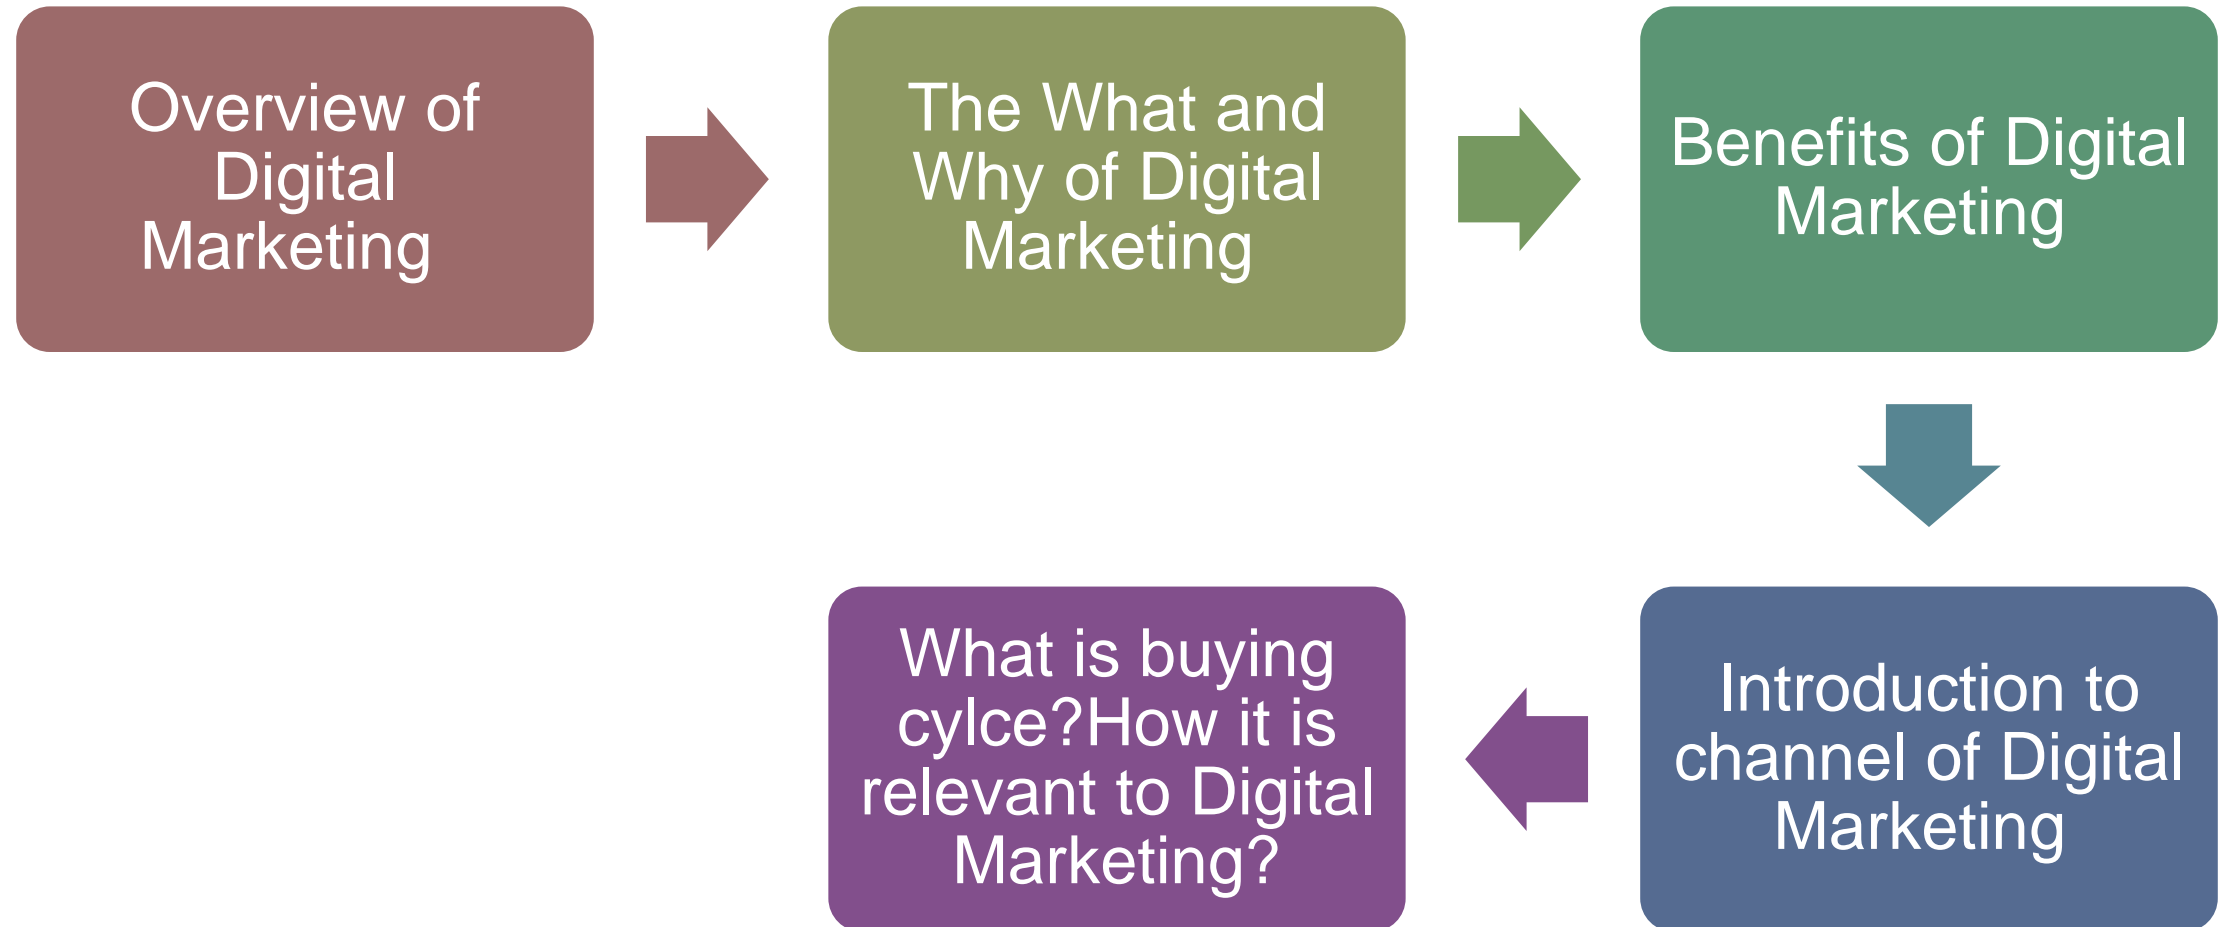 Overview of
Digital
Marketing
The What and
Why of Digital
Marketing
Benefits of Digital
Marketing
Introduction to
channel of Digital
Marketing
What is buying
cylce?How it is
relevant to Digital
Marketing?